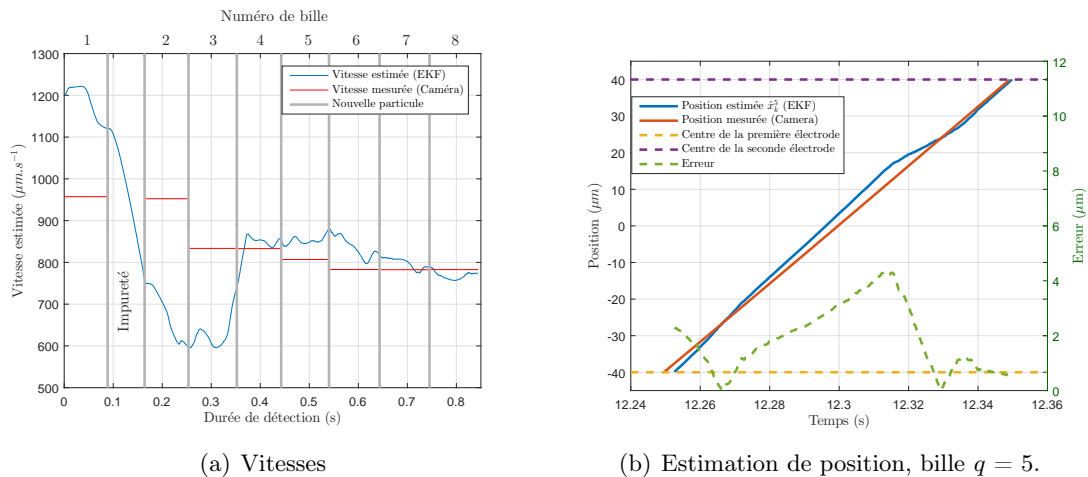 Numéro de bille
1 2 3 4 5 6 7 8
1300
1200
1100
1000
900
800
700
600
500
Vitesse estimée (μm.s⁻¹)
Vitesse estimée (EKF)
Vitesse mesurée (Caméra)
Nouvelle particule
Impureté
0 0.1 0.2 0.3 0.4 0.5 0.6 0.7 0.8
Durée de détection (s)
(a) Vitesses
40
30
20
10
0
-10
-20
-30
-40
Position (μm)
Position estimée x̂⁵ₖ (EKF)
Position mesurée (Camera)
Centre de la première électrode
Centre de la seconde électrode
Erreur
12
10
8
6
4
2
0
Erreur (μm)
12.24 12.26 12.28 12.3 12.32 12.34 12.36
Temps (s)
(b) Estimation de position, bille q = 5.